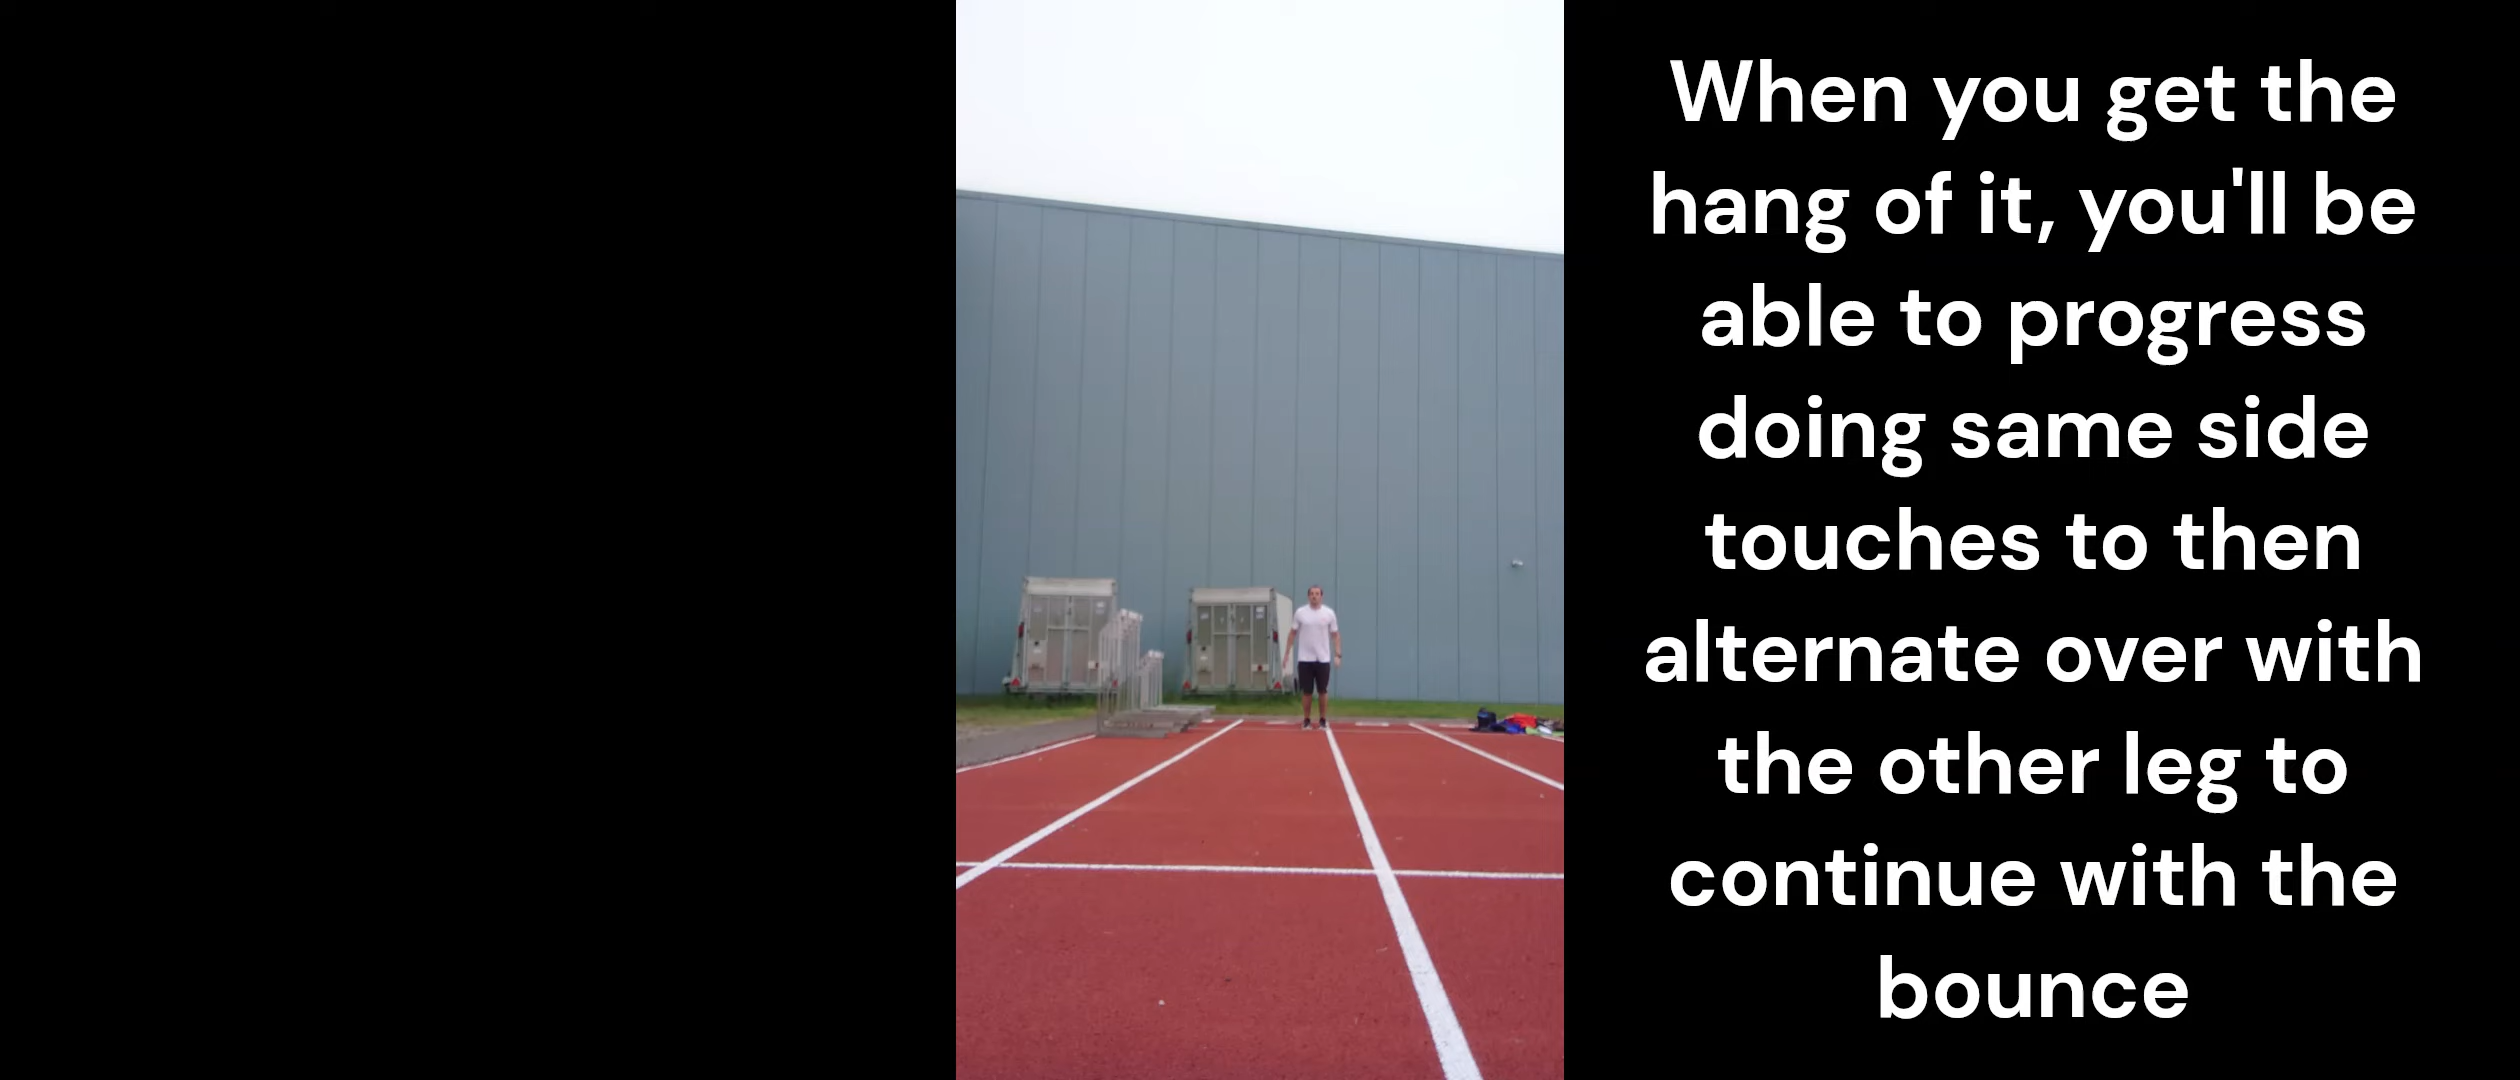 When you get the
hang of it, you'll be
able to progress
doing same side
touches to then
alternate over with
the other leg to
continue with the
bounce